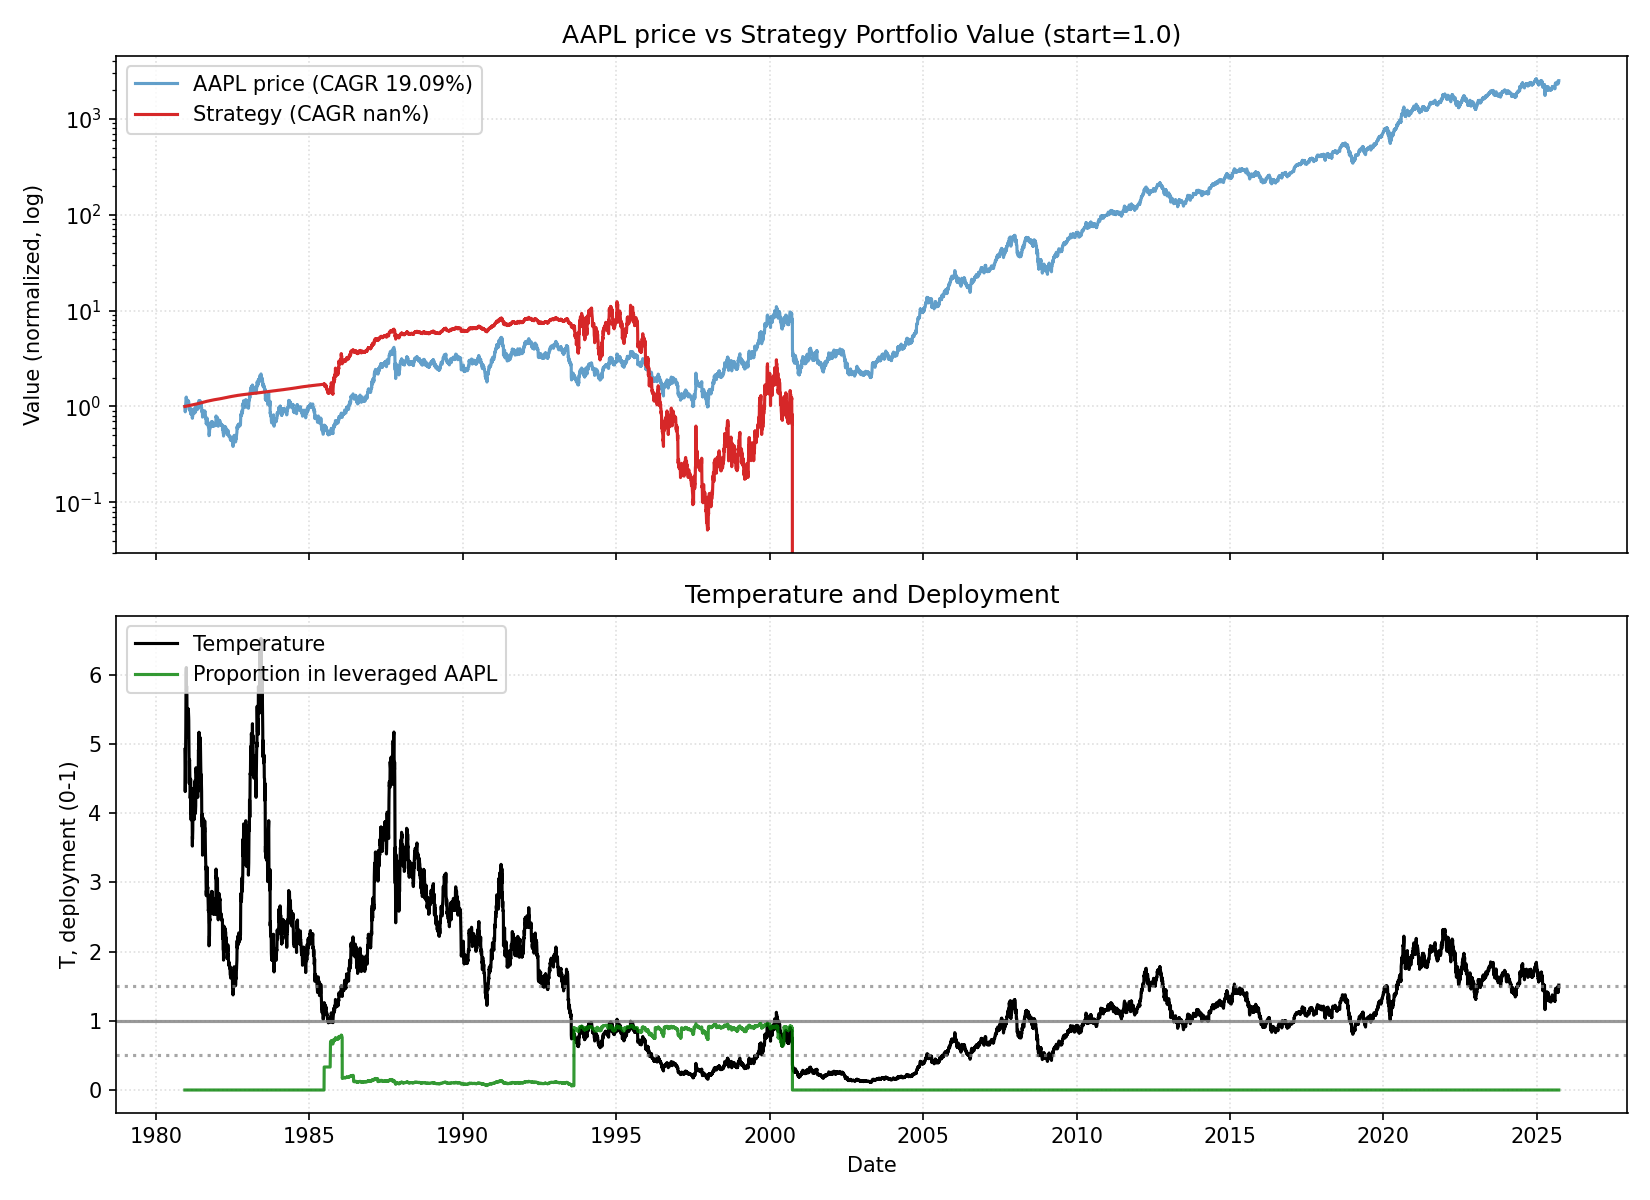 AAPL price vs Strategy Portfolio Value (start=1.0)
AAPL price (CAGR 19.09%)
Strategy (CAGR nan%)
Value (normalized, log)
10³
10²
10¹
10⁰
10⁻¹
Temperature and Deployment
Temperature
Proportion in leveraged AAPL
T, deployment (0-1)
6
5
4
3
2
1
0
1980 1985 1990 1995 2000 2005 2010 2015 2020 2025
Date